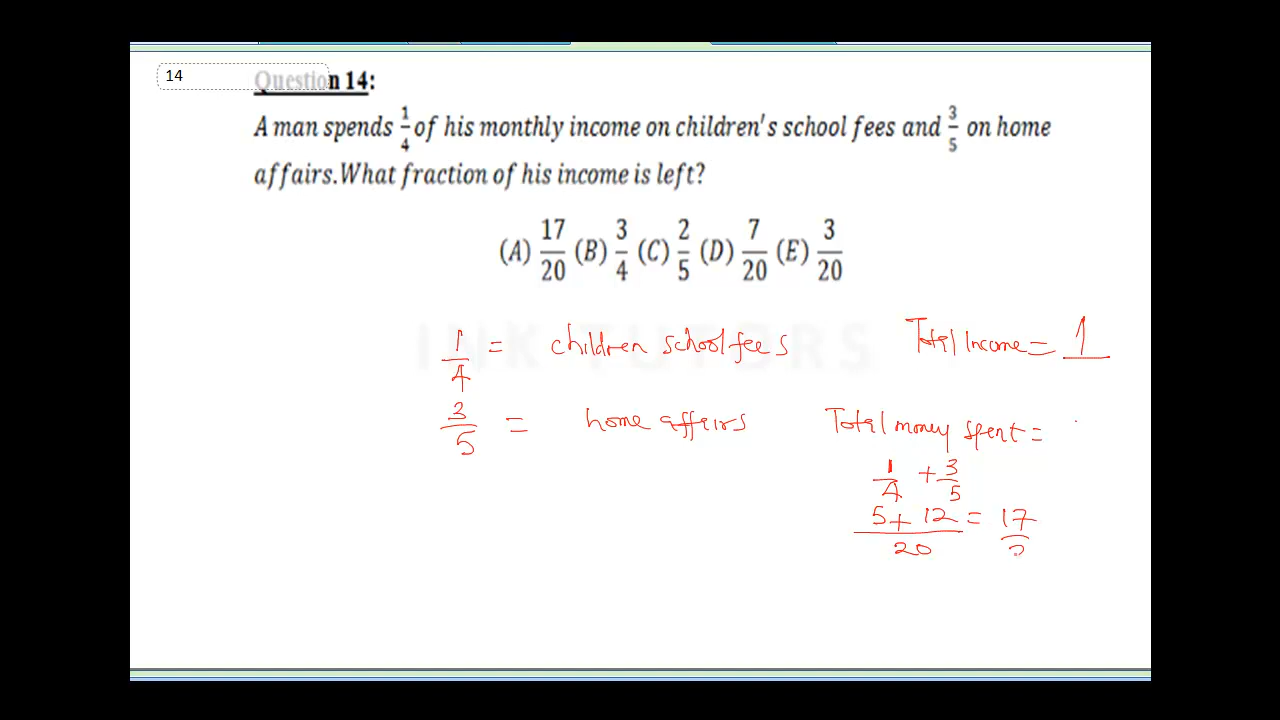 14
Question 14:
A man spends 1/4 of his monthly income on children's school fees and 3/5 on home
affairs.What fraction of his income is left?
(A) 17/20 (B) 3/4 (C) 2/5 (D) 7/20 (E) 3/20
INK TUTORS
1/4 = children school fees
Total Income = 1
3/5 = home affairs
Total money spent =
1/4 + 3/5
5+ 12/20 = 17/2